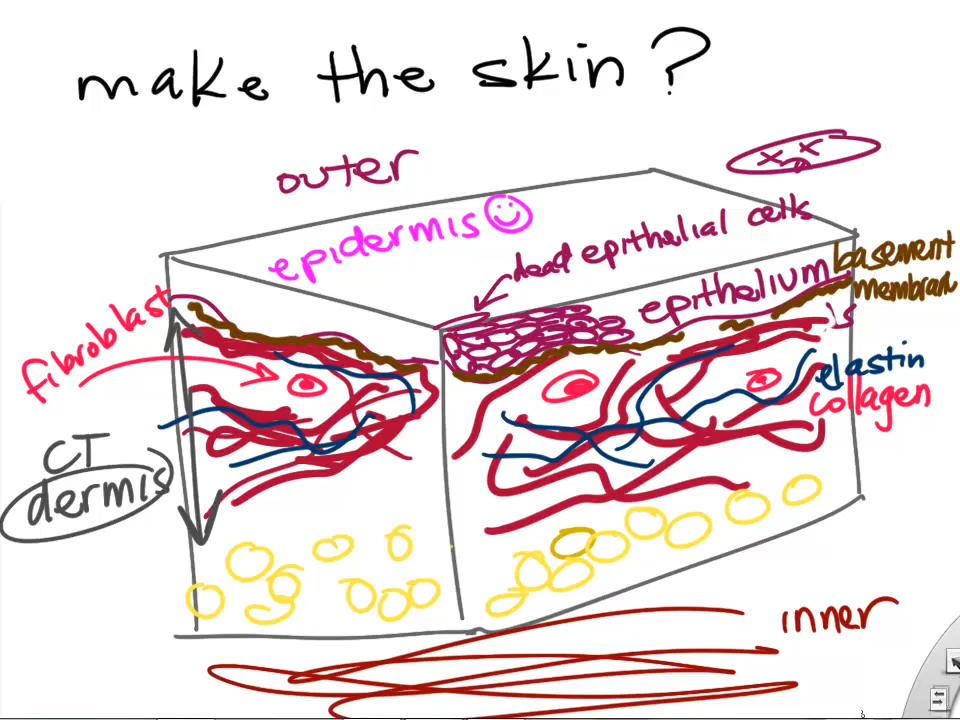 make the skin?
outer
epidermis
dead epithelial cells
epithelium
basement
membrane
fibroblast
elastin
collagen
CT
dermis
inner